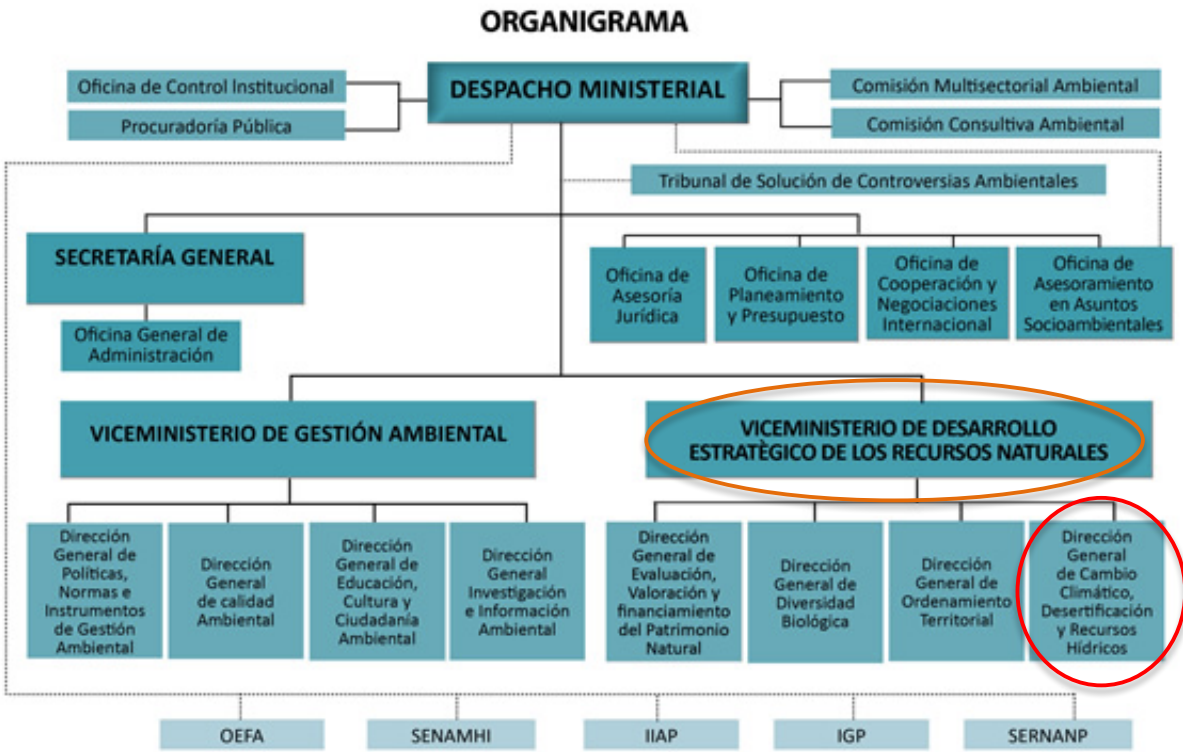 ORGANIGRAMA
Oficina de Control Institucional
Procuradoría Pública
DESPACHO MINISTERIAL
Comisión Multisectorial Ambiental
Comisión Consultiva Ambiental
Tribunal de Solución de Controversias Ambientales
SECRETARÍA GENERAL
Oficina General de
Administración
Oficina de
Asesoría
Jurídica
Oficina de
Planeamiento
y Presupuesto
Oficina de
Cooperación y
Negociaciones
Internacional
Oficina de
Asesoramiento
en Asuntos
Socioambientales
VICEMINISTERIO DE GESTIÓN AMBIENTAL
VICEMINISTERIO DE DESARROLLO
ESTRATÈGICO DE LOS RECURSOS NATURALES
Dirección
General de
Políticas,
Normas e
Instrumentos
de Gestión
Ambiental
Dirección
General
de calidad
Ambiental
Dirección
General de
Educación,
Cultura y
Ciudadanía
Ambiental
Dirección
General
Investigación
e Información
Ambiental
Dirección
General de
Evaluación,
Valoración y
financiamiento
del Patrimonio
Natural
Dirección
General de
Diversidad
Biológica
Dirección
General de
Ordenamiento
Territorial
Dirección
General
de Cambio
Climático,
Desertificación
y Recursos
Hídricos
OEFA
SENAMHI
IIAP
IGP
SERNANP